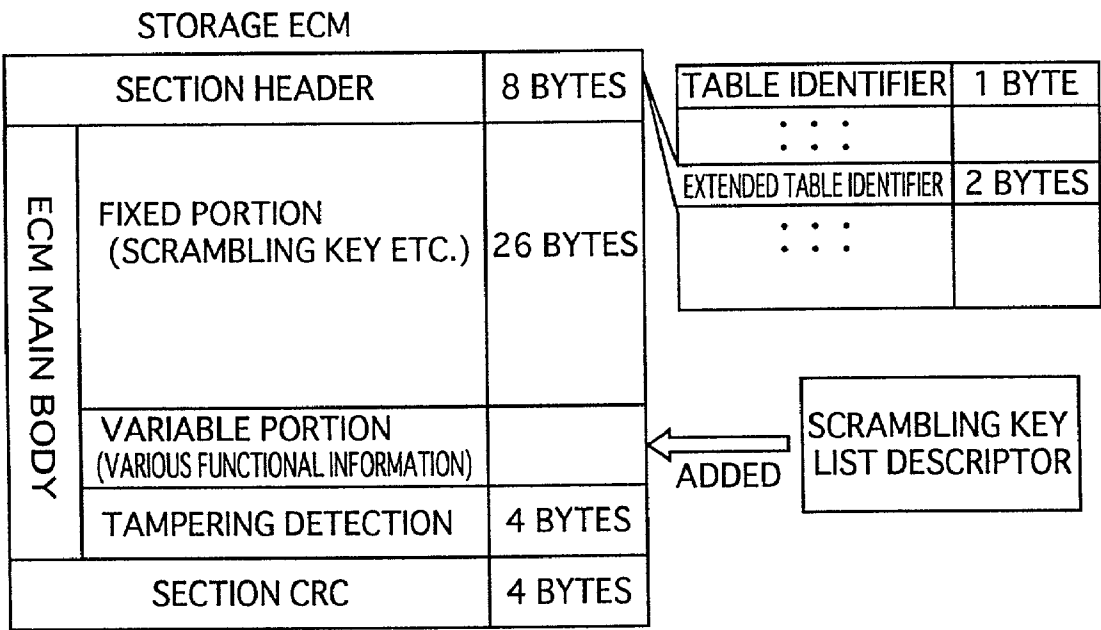 STORAGE ECM
SECTION HEADER 8 BYTES
ECM MAIN BODY
FIXED PORTION
(SCRAMBLING KEY ETC.) 26 BYTES
VARIABLE PORTION
(VARIOUS FUNCTIONAL INFORMATION)
TAMPERING DETECTION 4 BYTES
SECTION CRC 4 BYTES
TABLE IDENTIFIER 1 BYTE
: : :
EXTENDED TABLE IDENTIFIER 2 BYTES
: : :
ADDED
SCRAMBLING KEY
LIST DESCRIPTOR